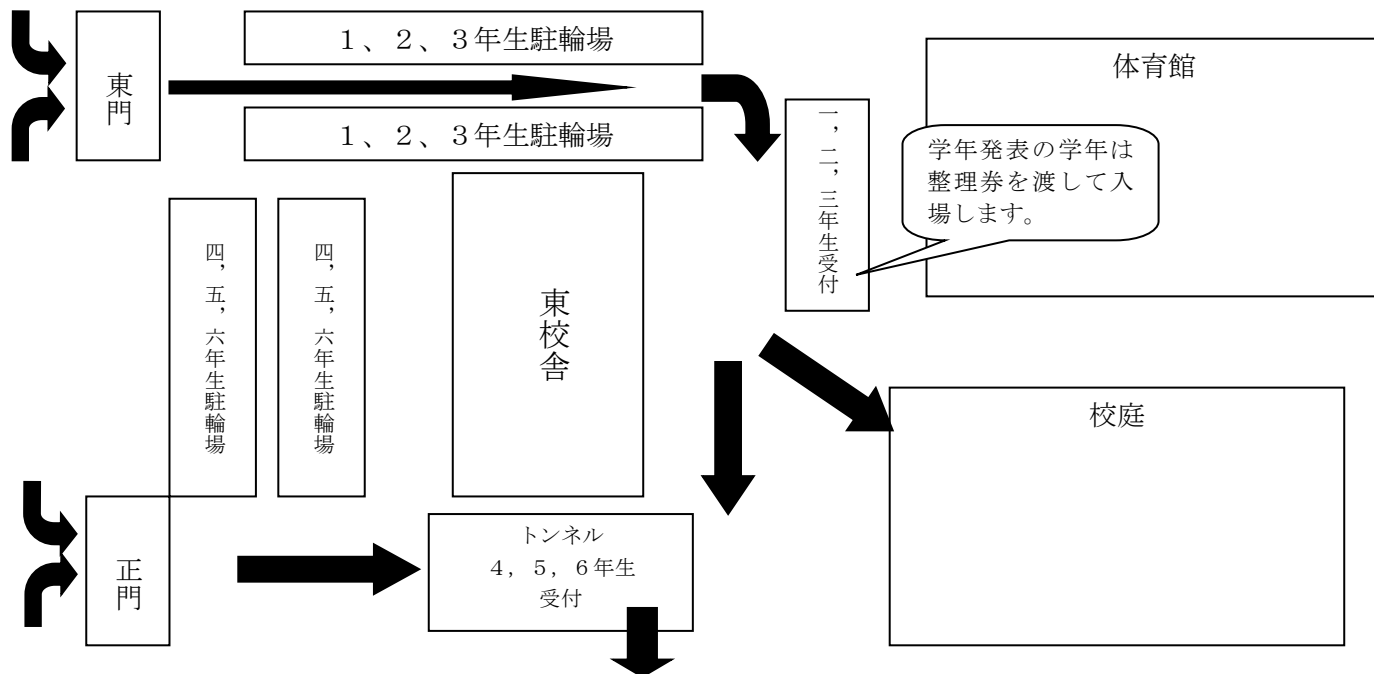 １、２、３年生駐輪場
東門
１、２、３年生駐輪場
体育館
一，二，三年生受付
学年発表の学年は
整理券を渡して入
場します。
四，五，六年生駐輪場
四，五，六年生駐輪場
東校舎
校庭
正門
トンネル
４，５，６年生
受付